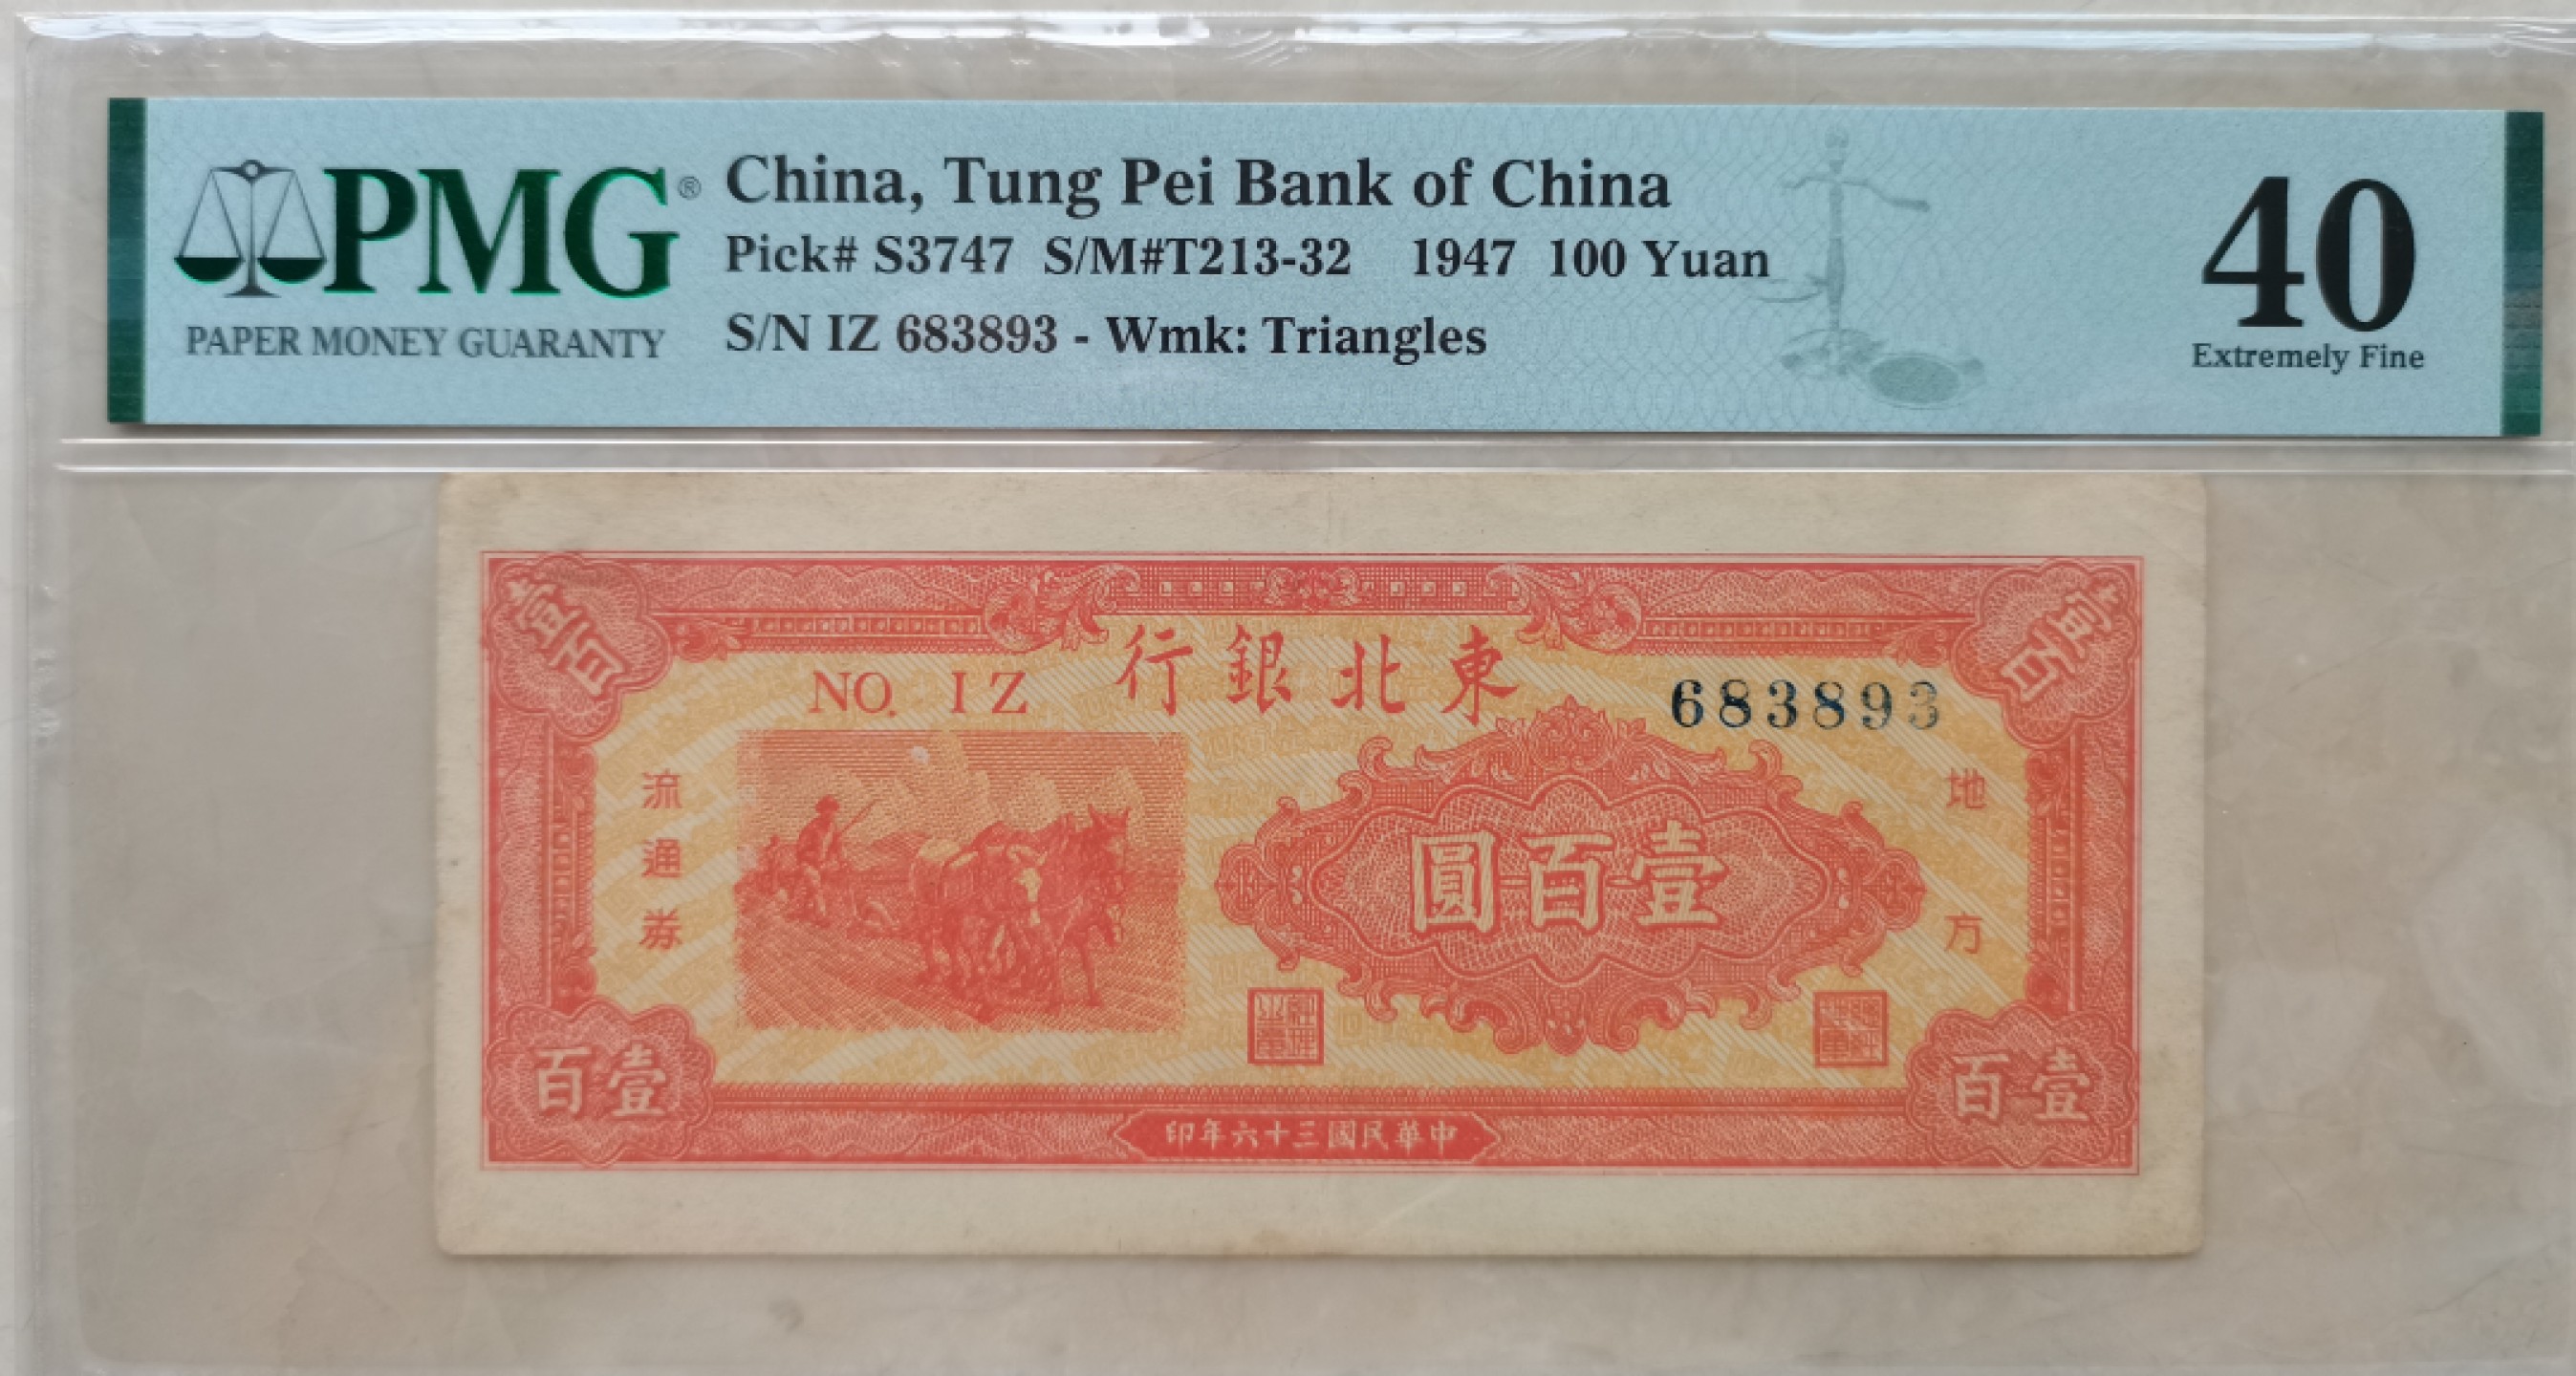 PMG®
PAPER MONEY GUARANTY
China, Tung Pei Bank of China
Pick# S3747 S/M#T213-32 1947 100 Yuan
S/N IZ 683893 - Wmk: Triangles
40
Extremely Fine
壹百
壹百
行銀北東
NO. IZ
683893
流通券
地方
圓百壹
百壹
百壹
印年六十三國民華中